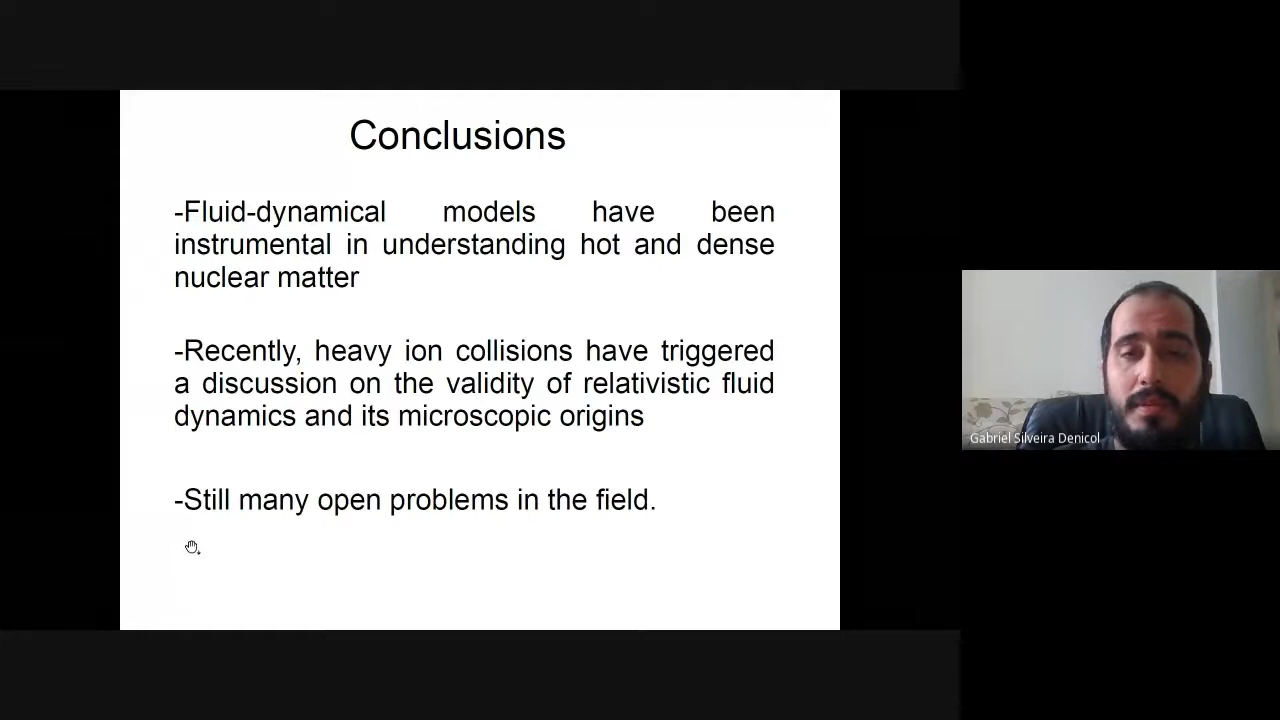 Conclusions
-Fluid-dynamical models have been
instrumental in understanding hot and dense
nuclear matter
-Recently, heavy ion collisions have triggered
a discussion on the validity of relativistic fluid
dynamics and its microscopic origins
-Still many open problems in the field.
Gabriel Silveira Denicol